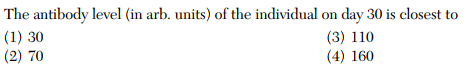 The antibody level (in arb. units) of the individual on day 30 is closest to
(1) 30 (3) 110
(2) 70 (4) 160